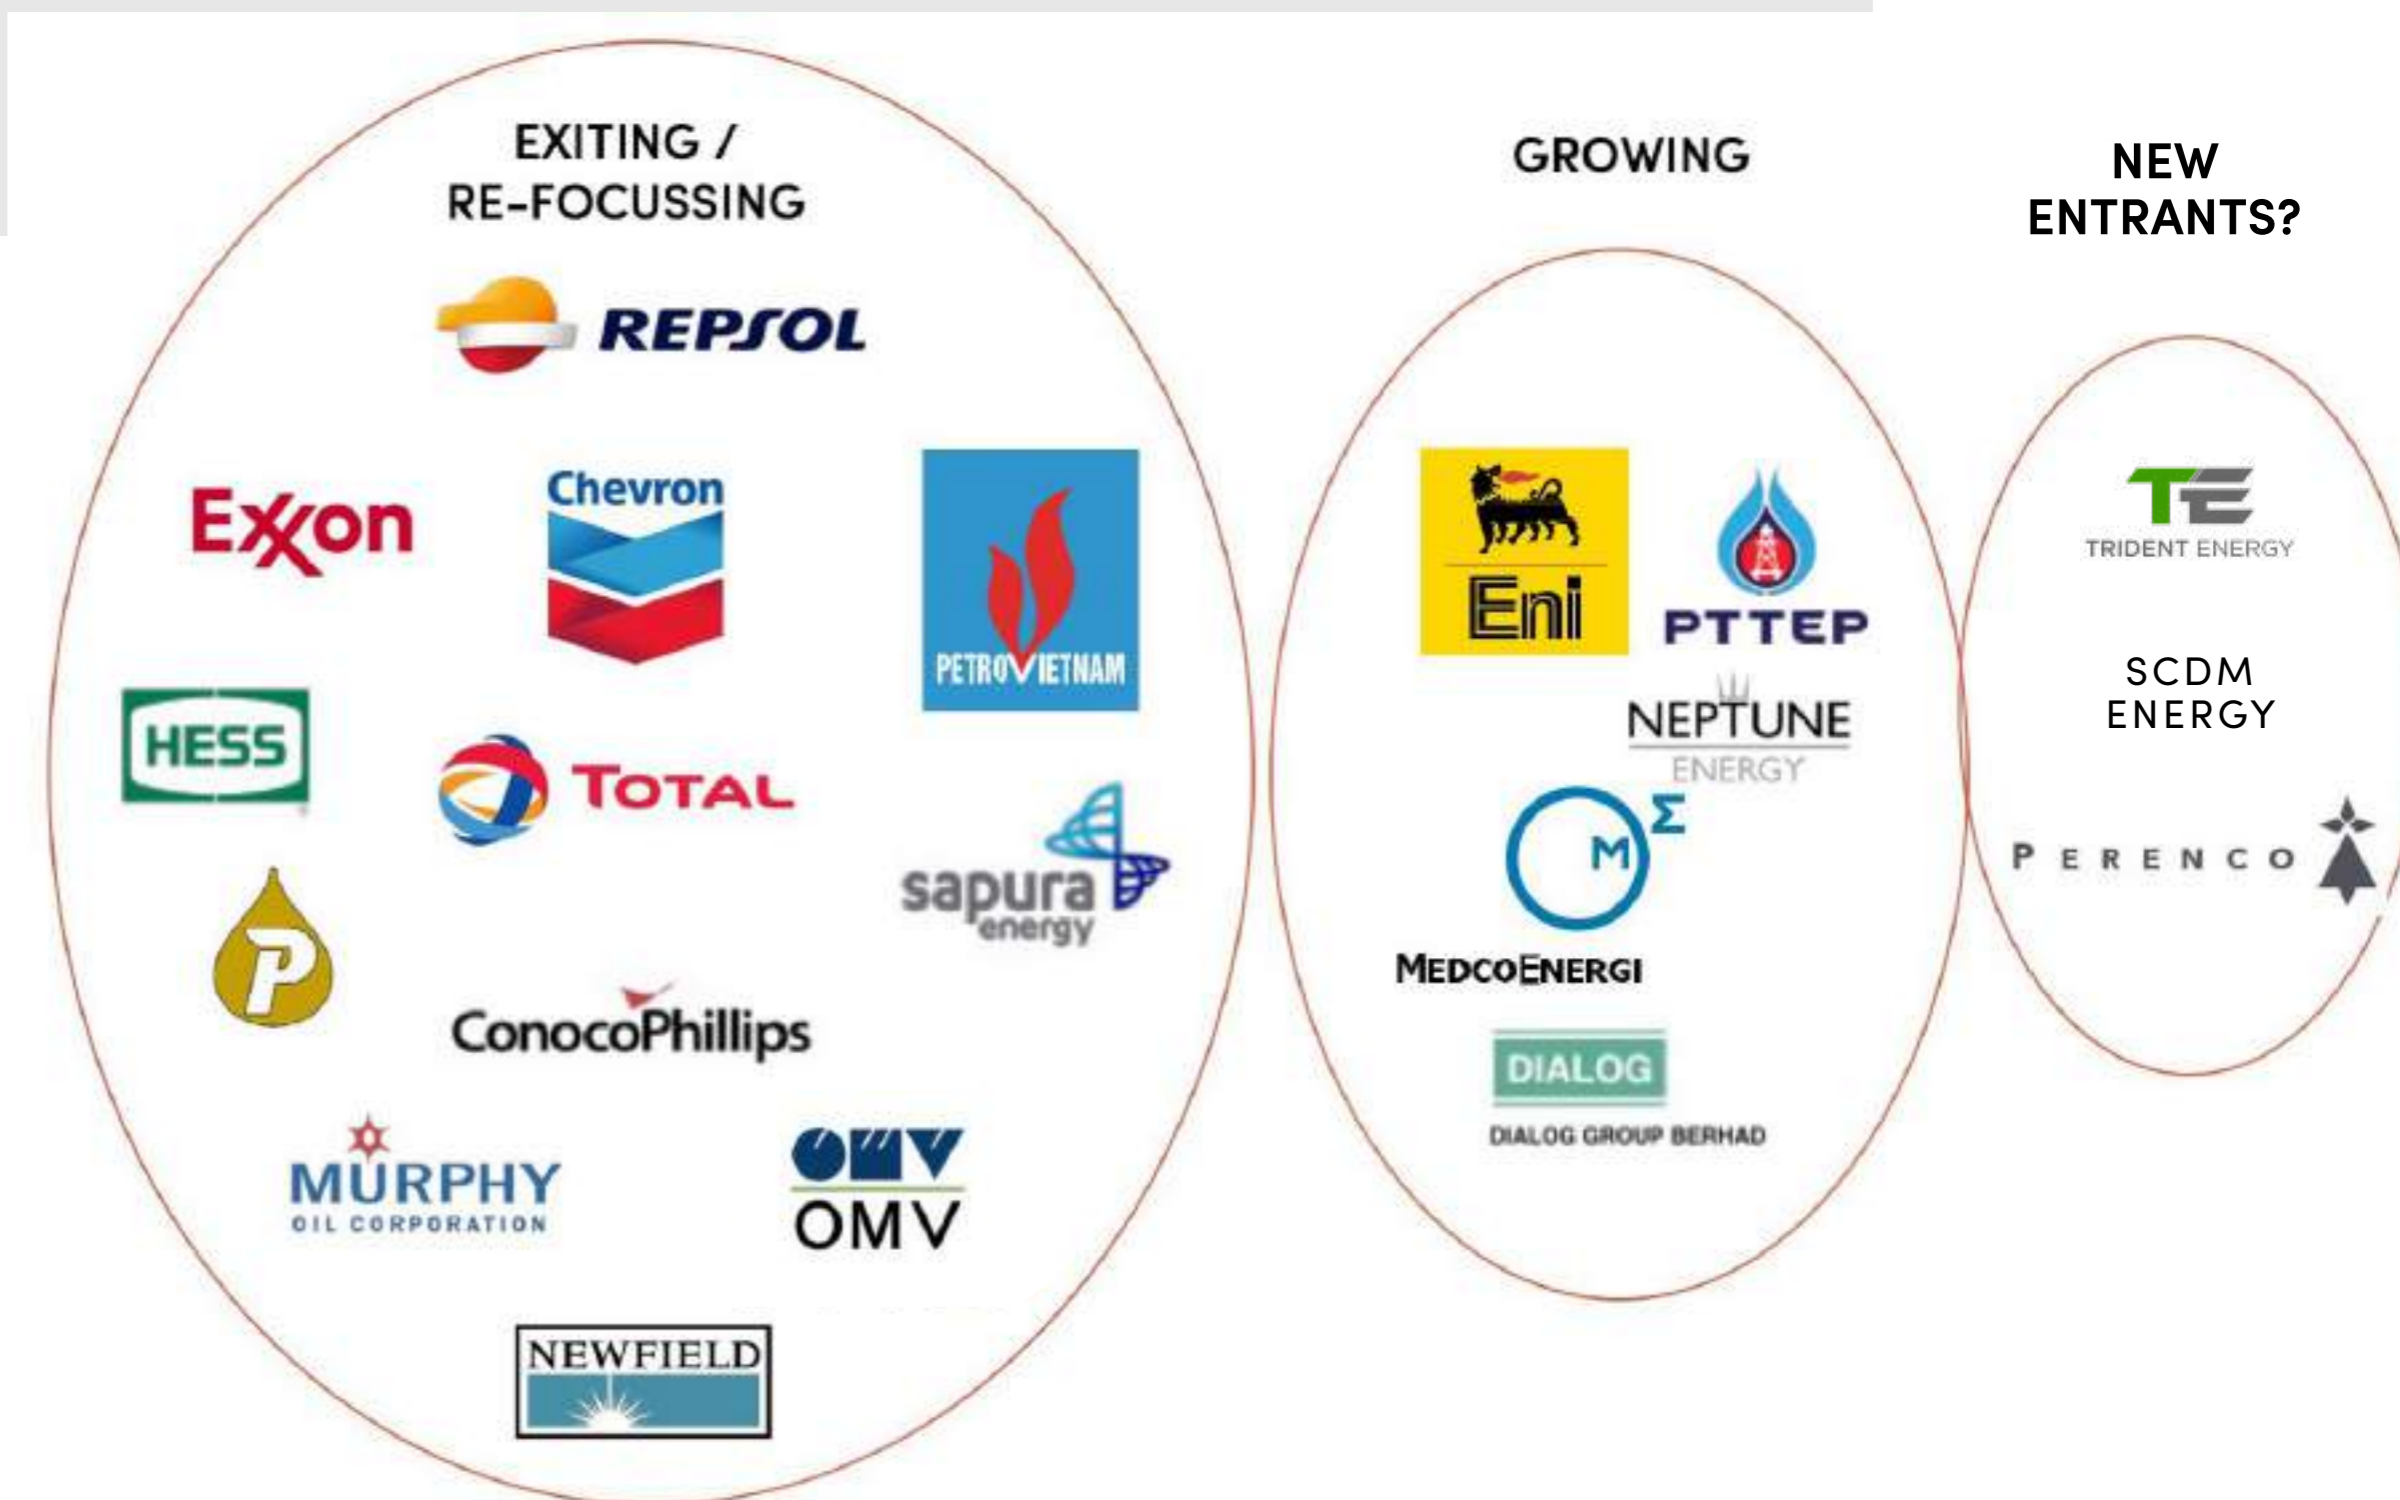 EXITING /
RE-FOCUSSING
REPSOL
Exxon
Chevron
PETROVIETNAM
HESS
TOTAL
sapura
energy
P
ConocoPhillips
MURPHY
OIL CORPORATION
OMV
OMV
NEWFIELD
GROWING
Eni
PTTEP
NEPTUNE
ENERGY
M Σ
MEDCOENERGI
DIALOG
DIALOG GROUP BERHAD
NEW
ENTRANTS?
TE
TRIDENT ENERGY
SCDM
ENERGY
PERENCO